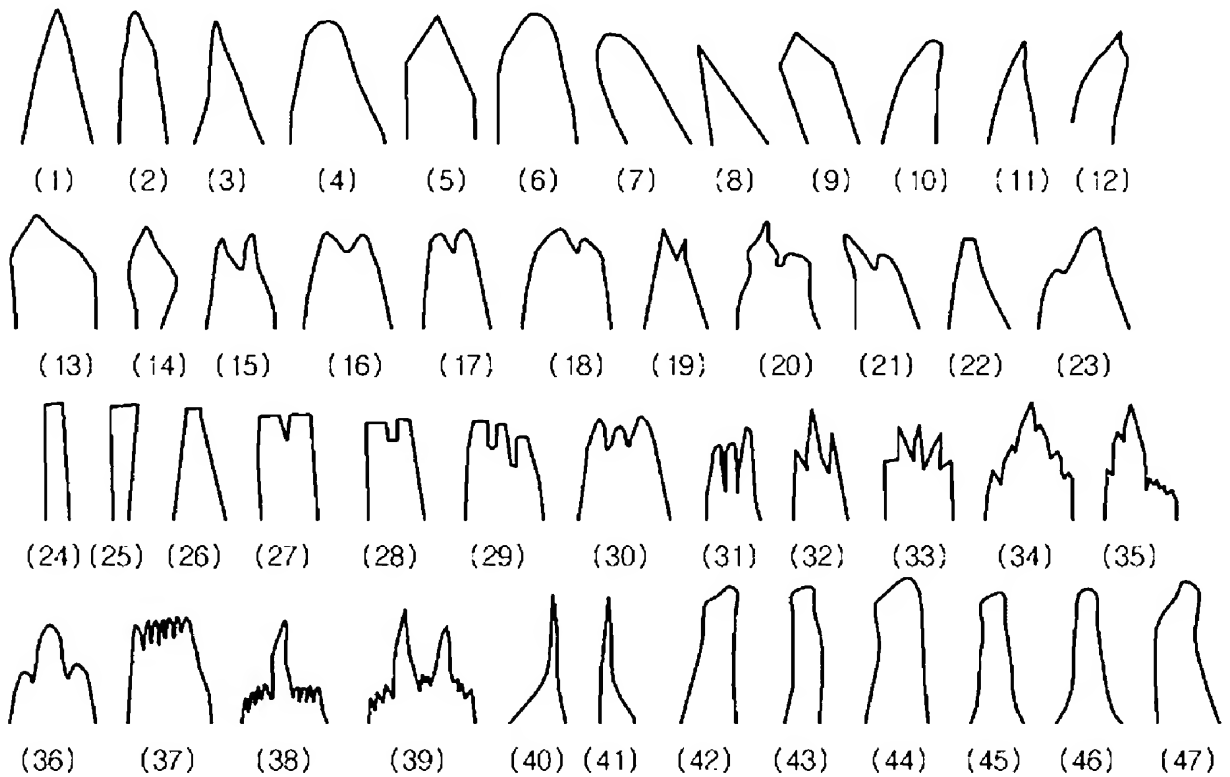 (1) (2) (3) (4) (5) (6) (7) (8) (9) (10) (11) (12)
(13) (14) (15) (16) (17) (18) (19) (20) (21) (22) (23)
(24) (25) (26) (27) (28) (29) (30) (31) (32) (33) (34) (35)
(36) (37) (38) (39) (40) (41) (42) (43) (44) (45) (46) (47)